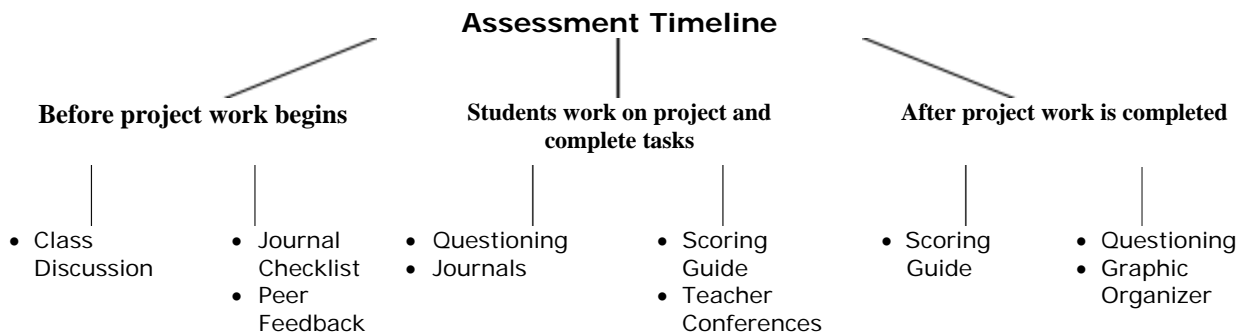 Assessment Timeline
Before project work begins
Students work on project and
complete tasks
After project work is completed
• Class
Discussion
• Journal
Checklist
• Peer
Feedback
• Questioning
• Journals
• Scoring
Guide
• Teacher
Conferences
• Scoring
Guide
• Questioning
• Graphic
Organizer